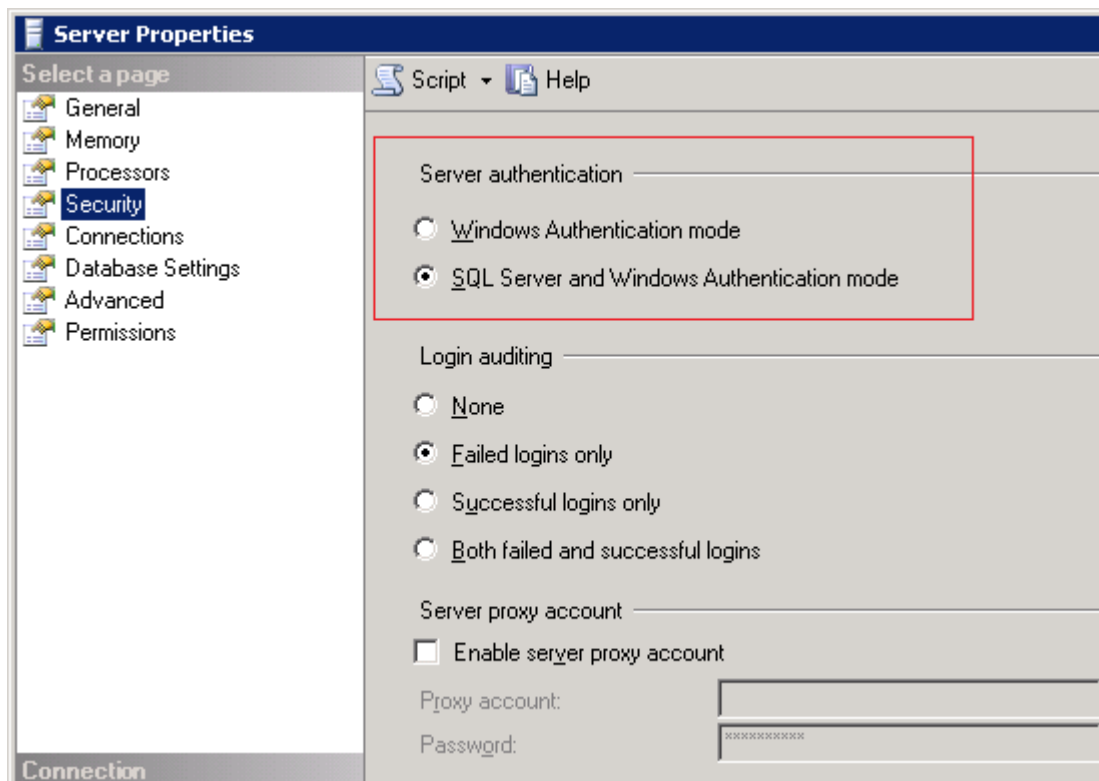 Server Properties
Select a page
General
Memory
Processors
Security
Connections
Database Settings
Advanced
Permissions
Connection
Script Help
Server authentication
Windows Authentication mode
SQL Server and Windows Authentication mode
Login auditing
None
Failed logins only
Successful logins only
Both failed and successful logins
Server proxy account
Enable server proxy account
Proxy account:
Password: **********